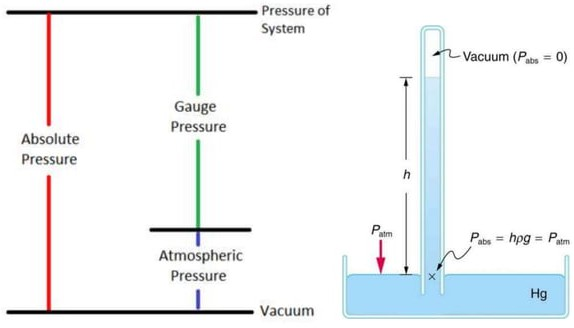 Pressure of
System
Gauge
Pressure
Absolute
Pressure
Atmospheric
Pressure
Vacuum
Vacuum (Pabs = 0)
h
Patm
Pabs = hρg = Patm
×
Hg